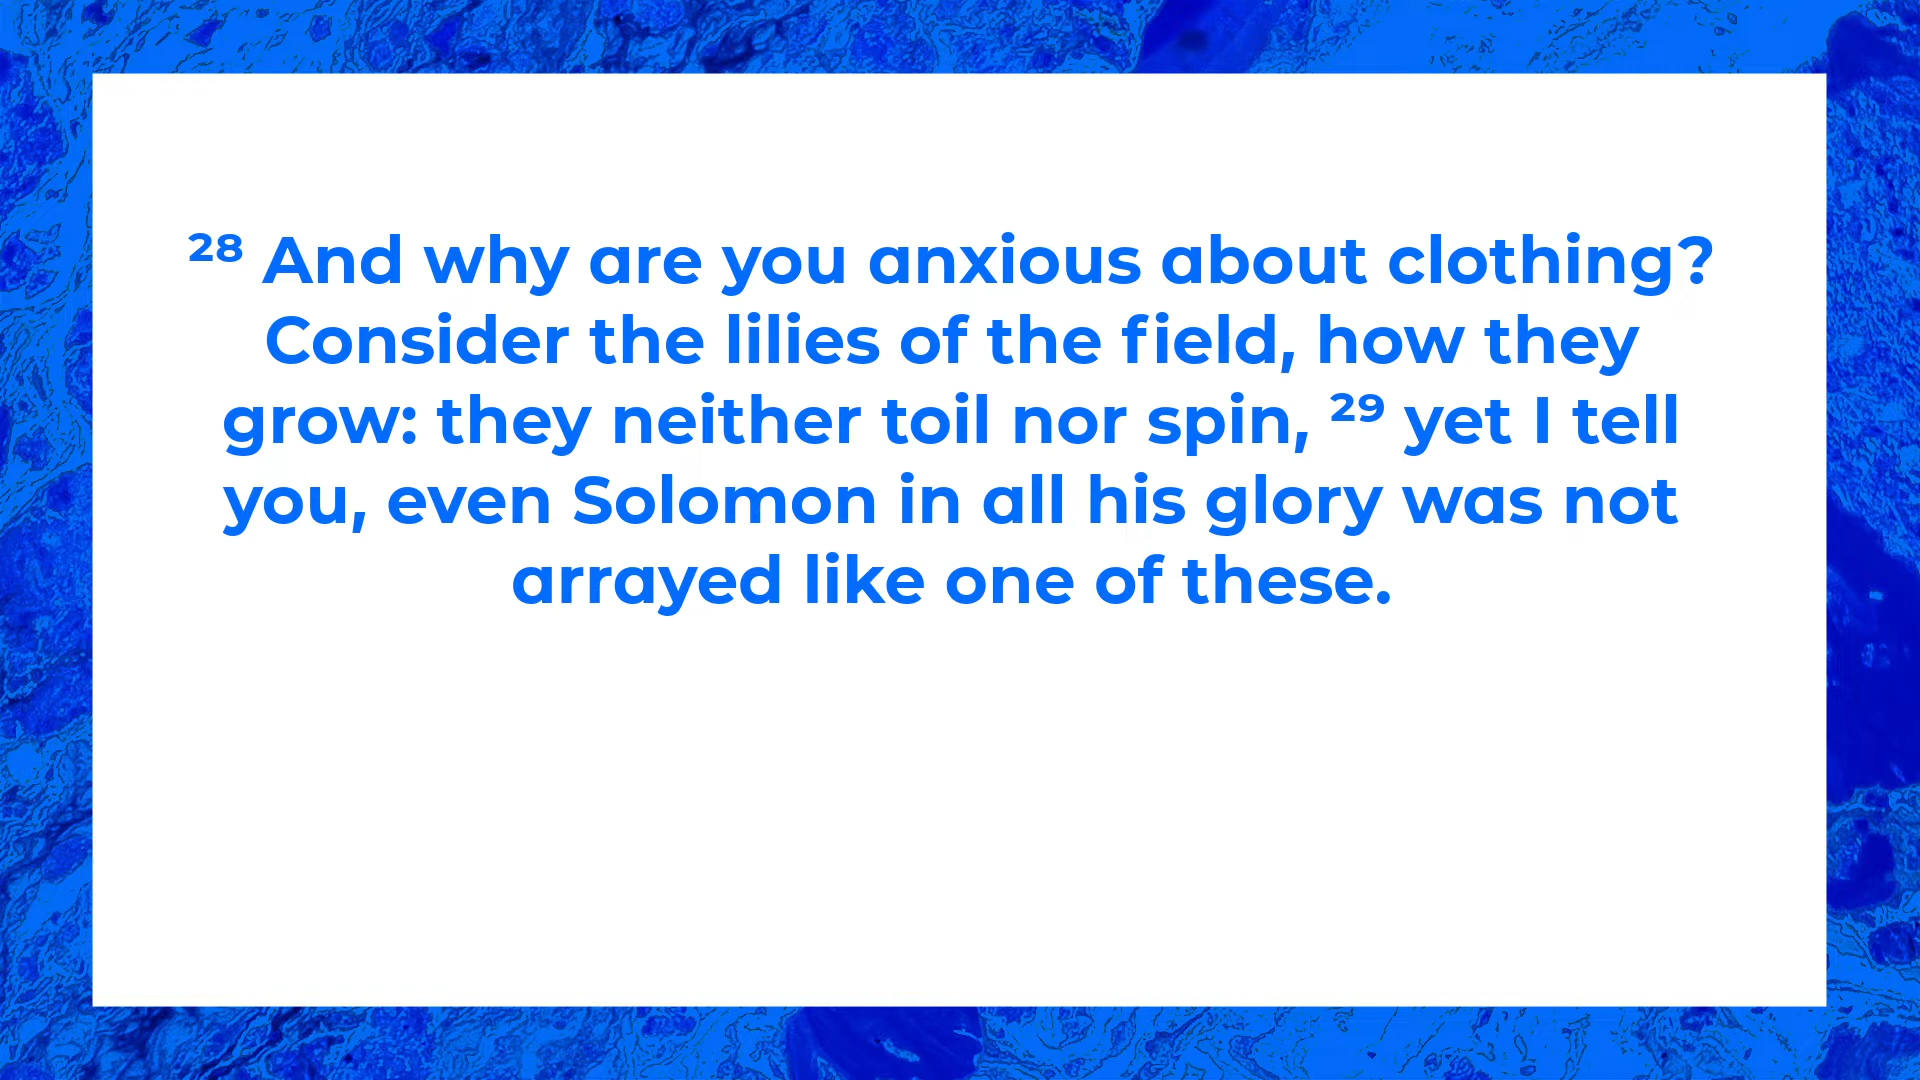 ²⁸ And why are you anxious about clothing?
Consider the lilies of the field, how they
grow: they neither toil nor spin, ²⁹ yet I tell
you, even Solomon in all his glory was not
arrayed like one of these.